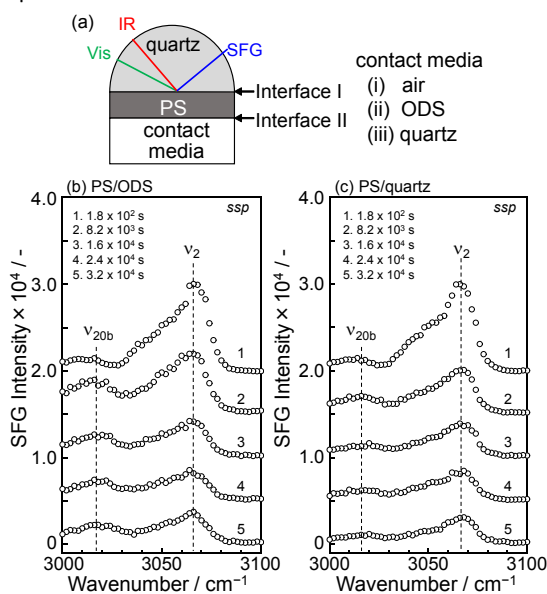 (a)
IR
quartz
SFG
Vis
Interface I
PS
Interface II
contact
media
contact media
(i) air
(ii) ODS
(iii) quartz
(b) PS/ODS
4.0
ssp
1. 1.8 x 10² s
2. 8.2 x 10³ s
3. 1.6 x 10⁴ s
4. 2.4 x 10⁴ s
5. 3.2 x 10⁴ s
ν₂
3.0
ν₂₀b
1
2.0
2
1.0
3
4
5
0
SFG Intensity × 10⁴ / -
3000 3050 3100
Wavenumber / cm⁻¹
(c) PS/quartz
4.0
ssp
1. 1.8 x 10² s
2. 8.2 x 10³ s
3. 1.6 x 10⁴ s
4. 2.4 x 10⁴ s
5. 3.2 x 10⁴ s
ν₂
3.0
ν₂₀b
1
2.0
2
1.0
3
4
5
0
SFG Intensity × 10⁴ / -
3000 3050 3100
Wavenumber / cm⁻¹